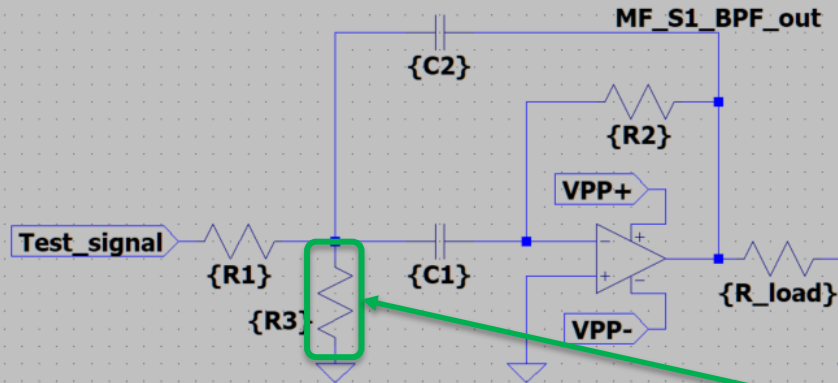 MF_S1_BPF_out
{C2}
{R2}
VPP+
Test_signal
{R1}
{C1}
{R_load}
{R3}
VPP-